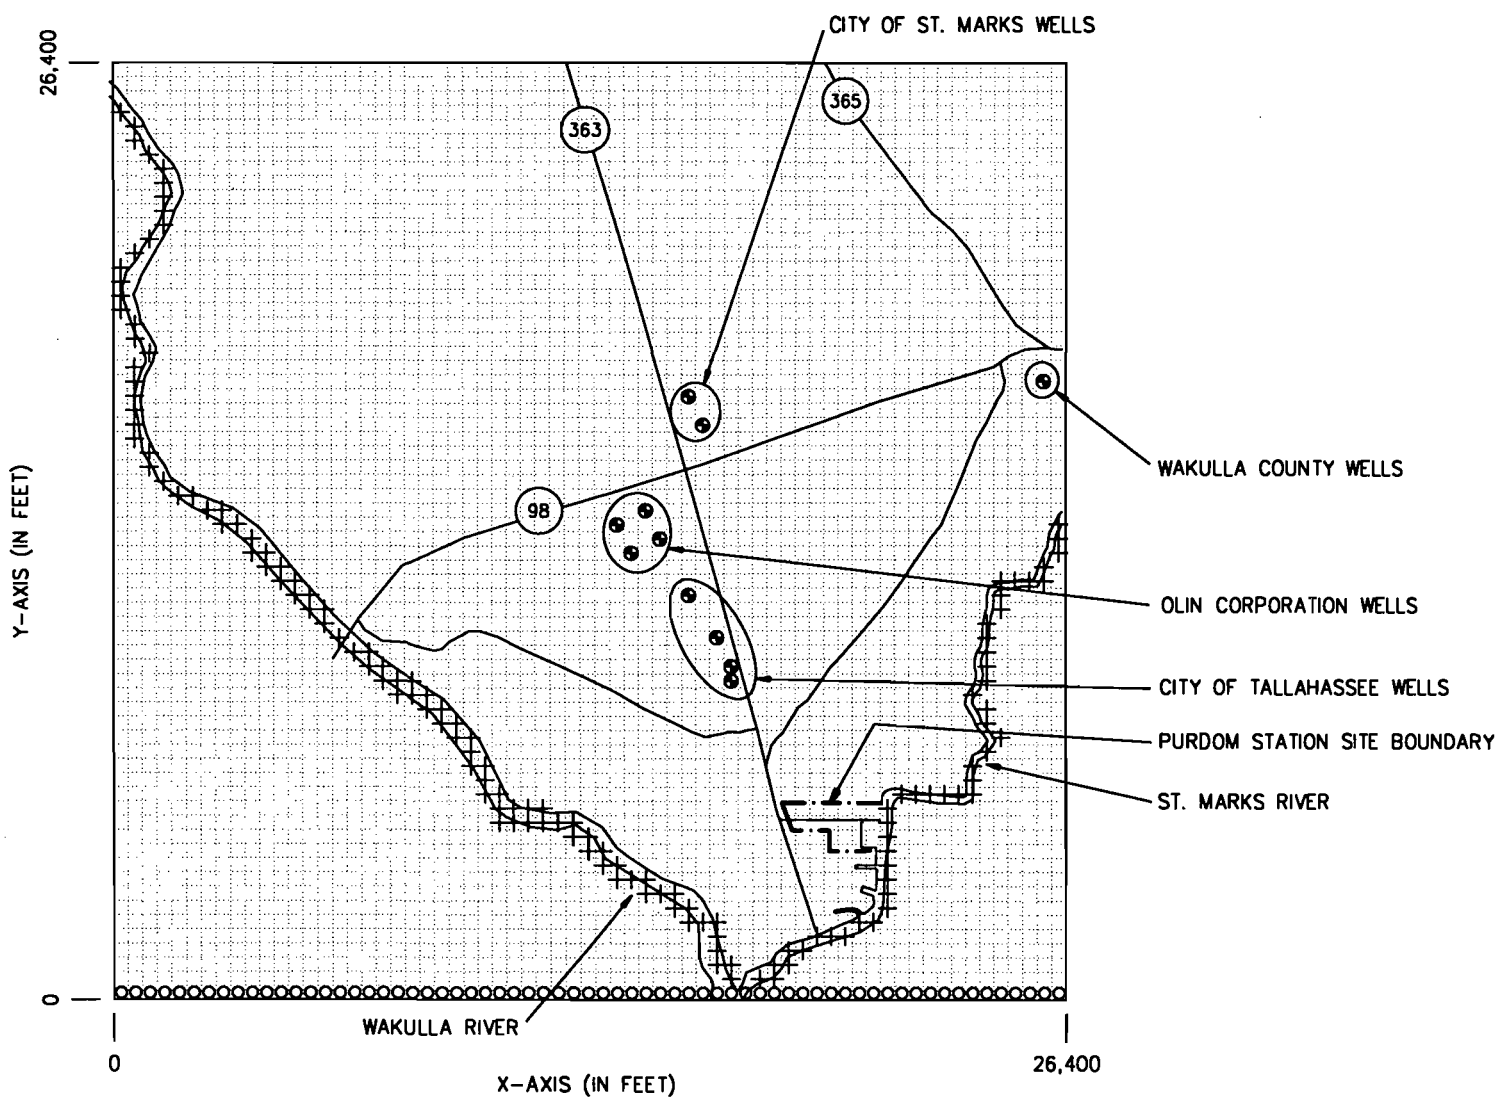 CITY OF ST. MARKS WELLS
26,400
365
363
WAKULLA COUNTY WELLS
98
Y-AXIS (IN FEET)
OLIN CORPORATION WELLS
CITY OF TALLAHASSEE WELLS
PURDOM STATION SITE BOUNDARY
ST. MARKS RIVER
0
WAKULLA RIVER
0
26,400
X-AXIS (IN FEET)